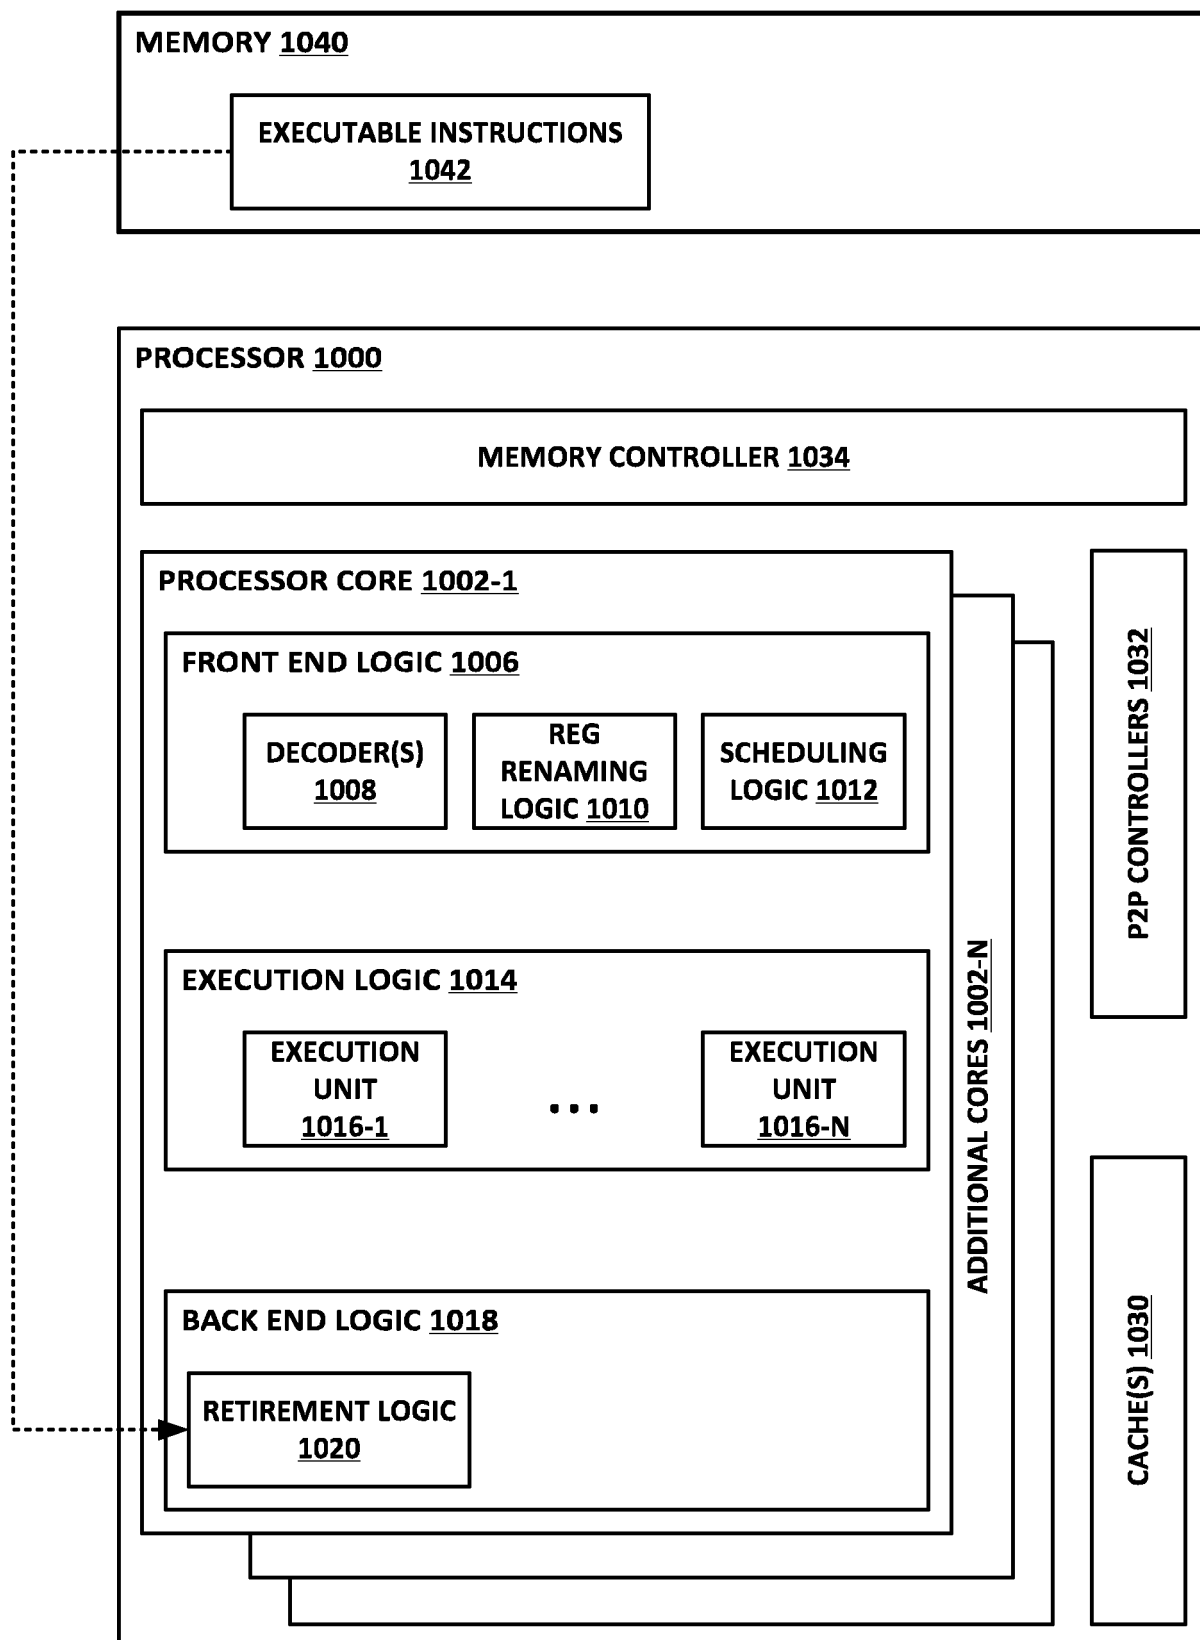 MEMORY 1040
EXECUTABLE INSTRUCTIONS
1042
PROCESSOR 1000
MEMORY CONTROLLER 1034
PROCESSOR CORE 1002-1
FRONT END LOGIC 1006
DECODER(S)
1008
REG
RENAMING
LOGIC 1010
SCHEDULING
LOGIC 1012
EXECUTION LOGIC 1014
EXECUTION
UNIT
1016-1
...
EXECUTION
UNIT
1016-N
BACK END LOGIC 1018
RETIREMENT LOGIC
1020
ADDITIONAL CORES 1002-N
P2P CONTROLLERS 1032
CACHE(S) 1030